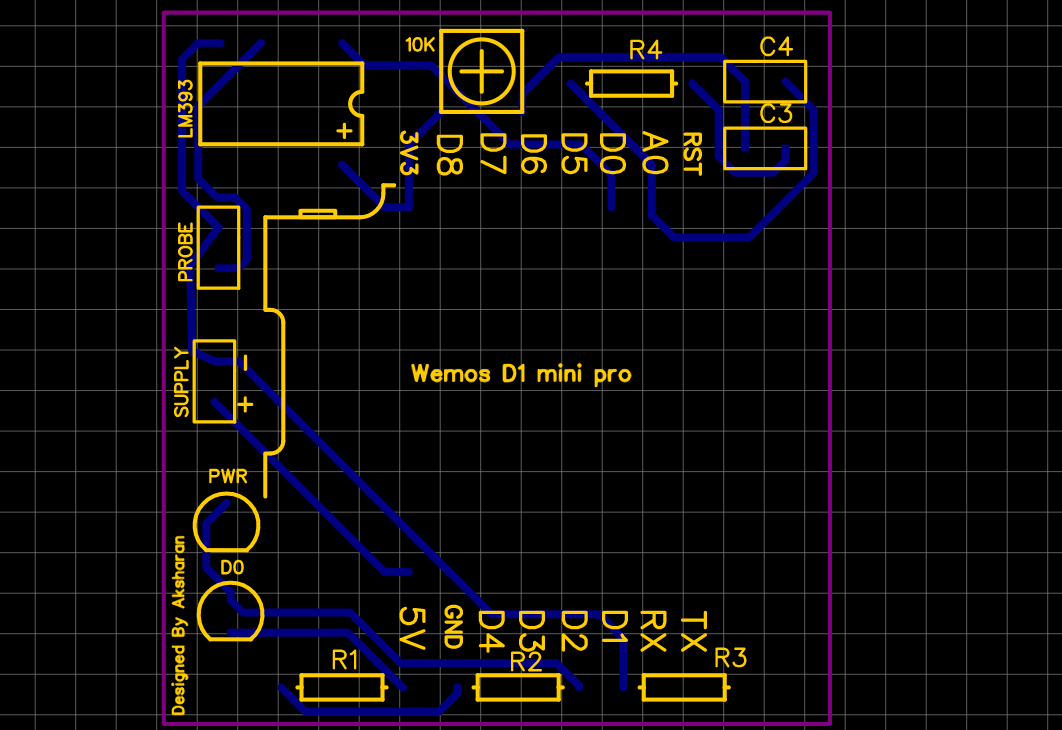 10K
R4
C4
LM393
+
C3
3V3
D8
D7
D6
D5
D0
A0
RST
PROBE
SUPPLY
-
+
Wemos D1 mini pro
PWR
DO
Designed By Aksharan
5V
GND
D4
D3
D2
D1
RX
TX
R1
R2
R3